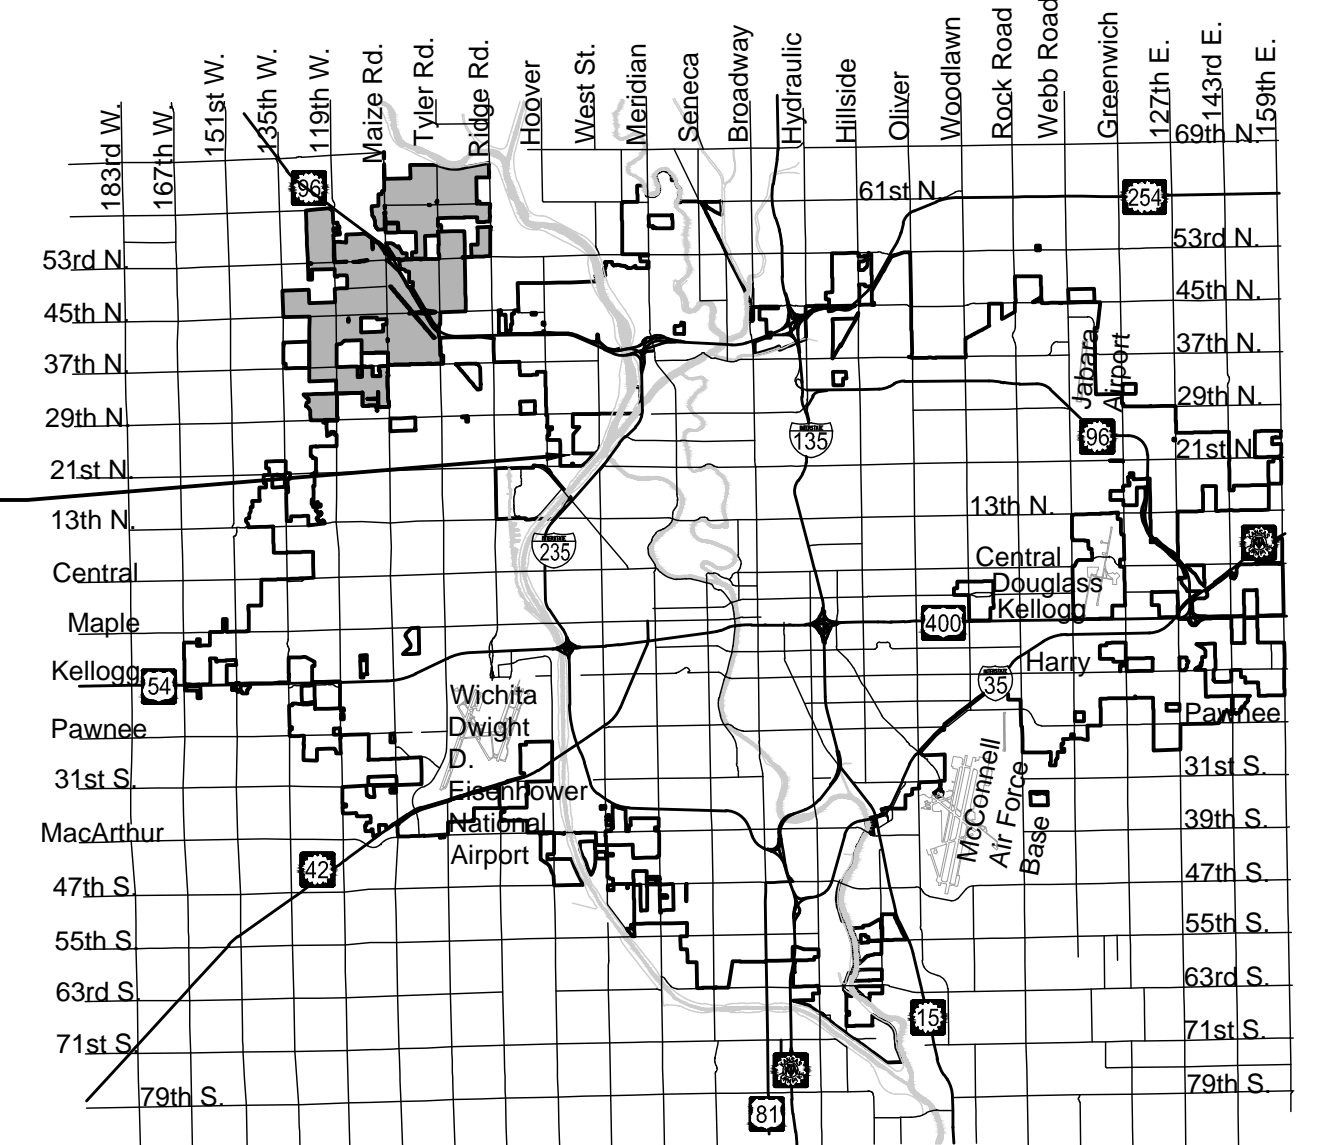 183rd W.
167th W.
151st W.
135th W.
119th W.
Maize Rd.
Tyler Rd.
Ridge Rd.
Hoover
West St.
Meridian
Seneca
Broadway
Hydraulic
Hillside
Oliver
Woodlawn
Rock Road
Webb Road
Greenwich
127th E.
143rd E.
159th E.
69th N.
96
61st N.
254
53rd N.
53rd N.
45th N.
45th N.
37th N.
37th N.
Jabara
Airport
29th N.
29th N.
INTERSTATE
135
96
21st N.
21st N.
13th N.
13th N.
INTERSTATE
235
Central
Central
Douglass
Maple
Kellogg
400
Kellogg
54
Harry
INTERSTATE
35
Wichita
Dwight
D.
Eisenhower
National
Airport
Pawnee
Pawnee
31st S.
31st S.
McConnell
Air Force
Base
MacArthur
39th S.
42
47th S.
47th S.
55th S.
55th S.
63rd S.
63rd S.
15
71st S.
71st S.
79th S.
79th S.
81